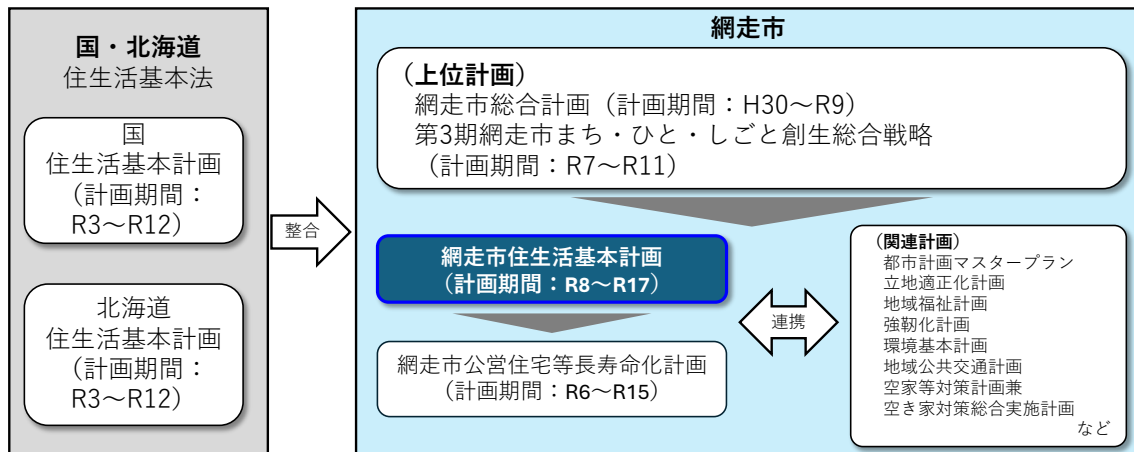 国・北海道
住生活基本法
国
住生活基本計画
(計画期間：
R3～R12)
北海道
住生活基本計画
(計画期間：
R3～R12)
整合
網走市
(上位計画)
網走市総合計画（計画期間：H30～R9）
第3期網走市まち・ひと・しごと創生総合戦略
（計画期間：R7～R11）
網走市住生活基本計画
（計画期間：R8～R17）
網走市公営住宅等長寿命化計画
（計画期間：R6～R15）
連携
(関連計画)
都市計画マスタープラン
立地適正化計画
地域福祉計画
強靭化計画
環境基本計画
地域公共交通計画
空家等対策計画兼
空き家対策総合実施計画
など